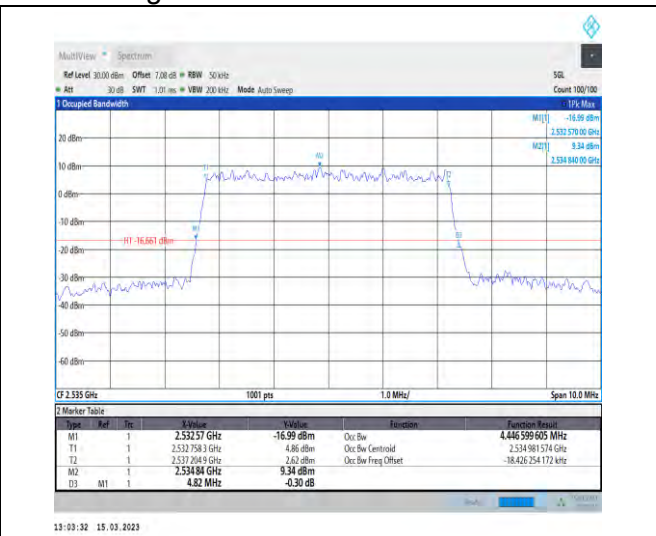 MultiView Spectrum
Ref Level 30.00 dBm Offset 7.08 dB RBW 50 kHz SGL
Att 30 dB SWT 1.01 ms VBW 200 kHz Mode Auto Sweep Count 100/100
1 Occupied Bandwidth 1Pk Max
M1[1] -16.99 dBm
2.532 570 00 GHz
M2[1] 9.34 dBm
2.534 840 00 GHz
20 dBm
10 dBm
0 dBm
-10 dBm
-20 dBm
-30 dBm
-40 dBm
-50 dBm
-60 dBm
T1
M2
T2
M1
D3
H1 -16.661 dBm
CF 2.535 GHz 1001 pts 1.0 MHz/ Span 10.0 MHz
2 Marker Table
Type Ref Trc X-Value Y-Value Function Function Result
M1 1 2.532 57 GHz -16.99 dBm Occ Bw 4.446 599 605 MHz
T1 1 2.532 758 3 GHz 4.86 dBm Occ Bw Centroid 2.534 981 574 GHz
T2 1 2.537 204 9 GHz 2.62 dBm Occ Bw Freq Offset -18.426 254 172 kHz
M2 1 2.534 84 GHz 9.34 dBm
D3 M1 1 4.82 MHz -0.30 dB
13:03:32 15.03.2023